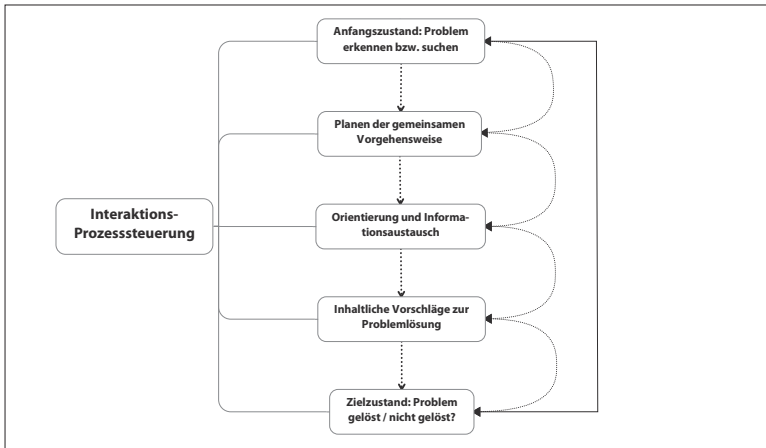 Anfangszustand: Problem
erkennen bzw. suchen
Planen der gemeinsamen
Vorgehensweise
Interaktions-
Prozesssteuerung
Orientierung und Informa-
tionsaustausch
Inhaltliche Vorschläge zur
Problemlösung
Zielzustand: Problem
gelöst / nicht gelöst?